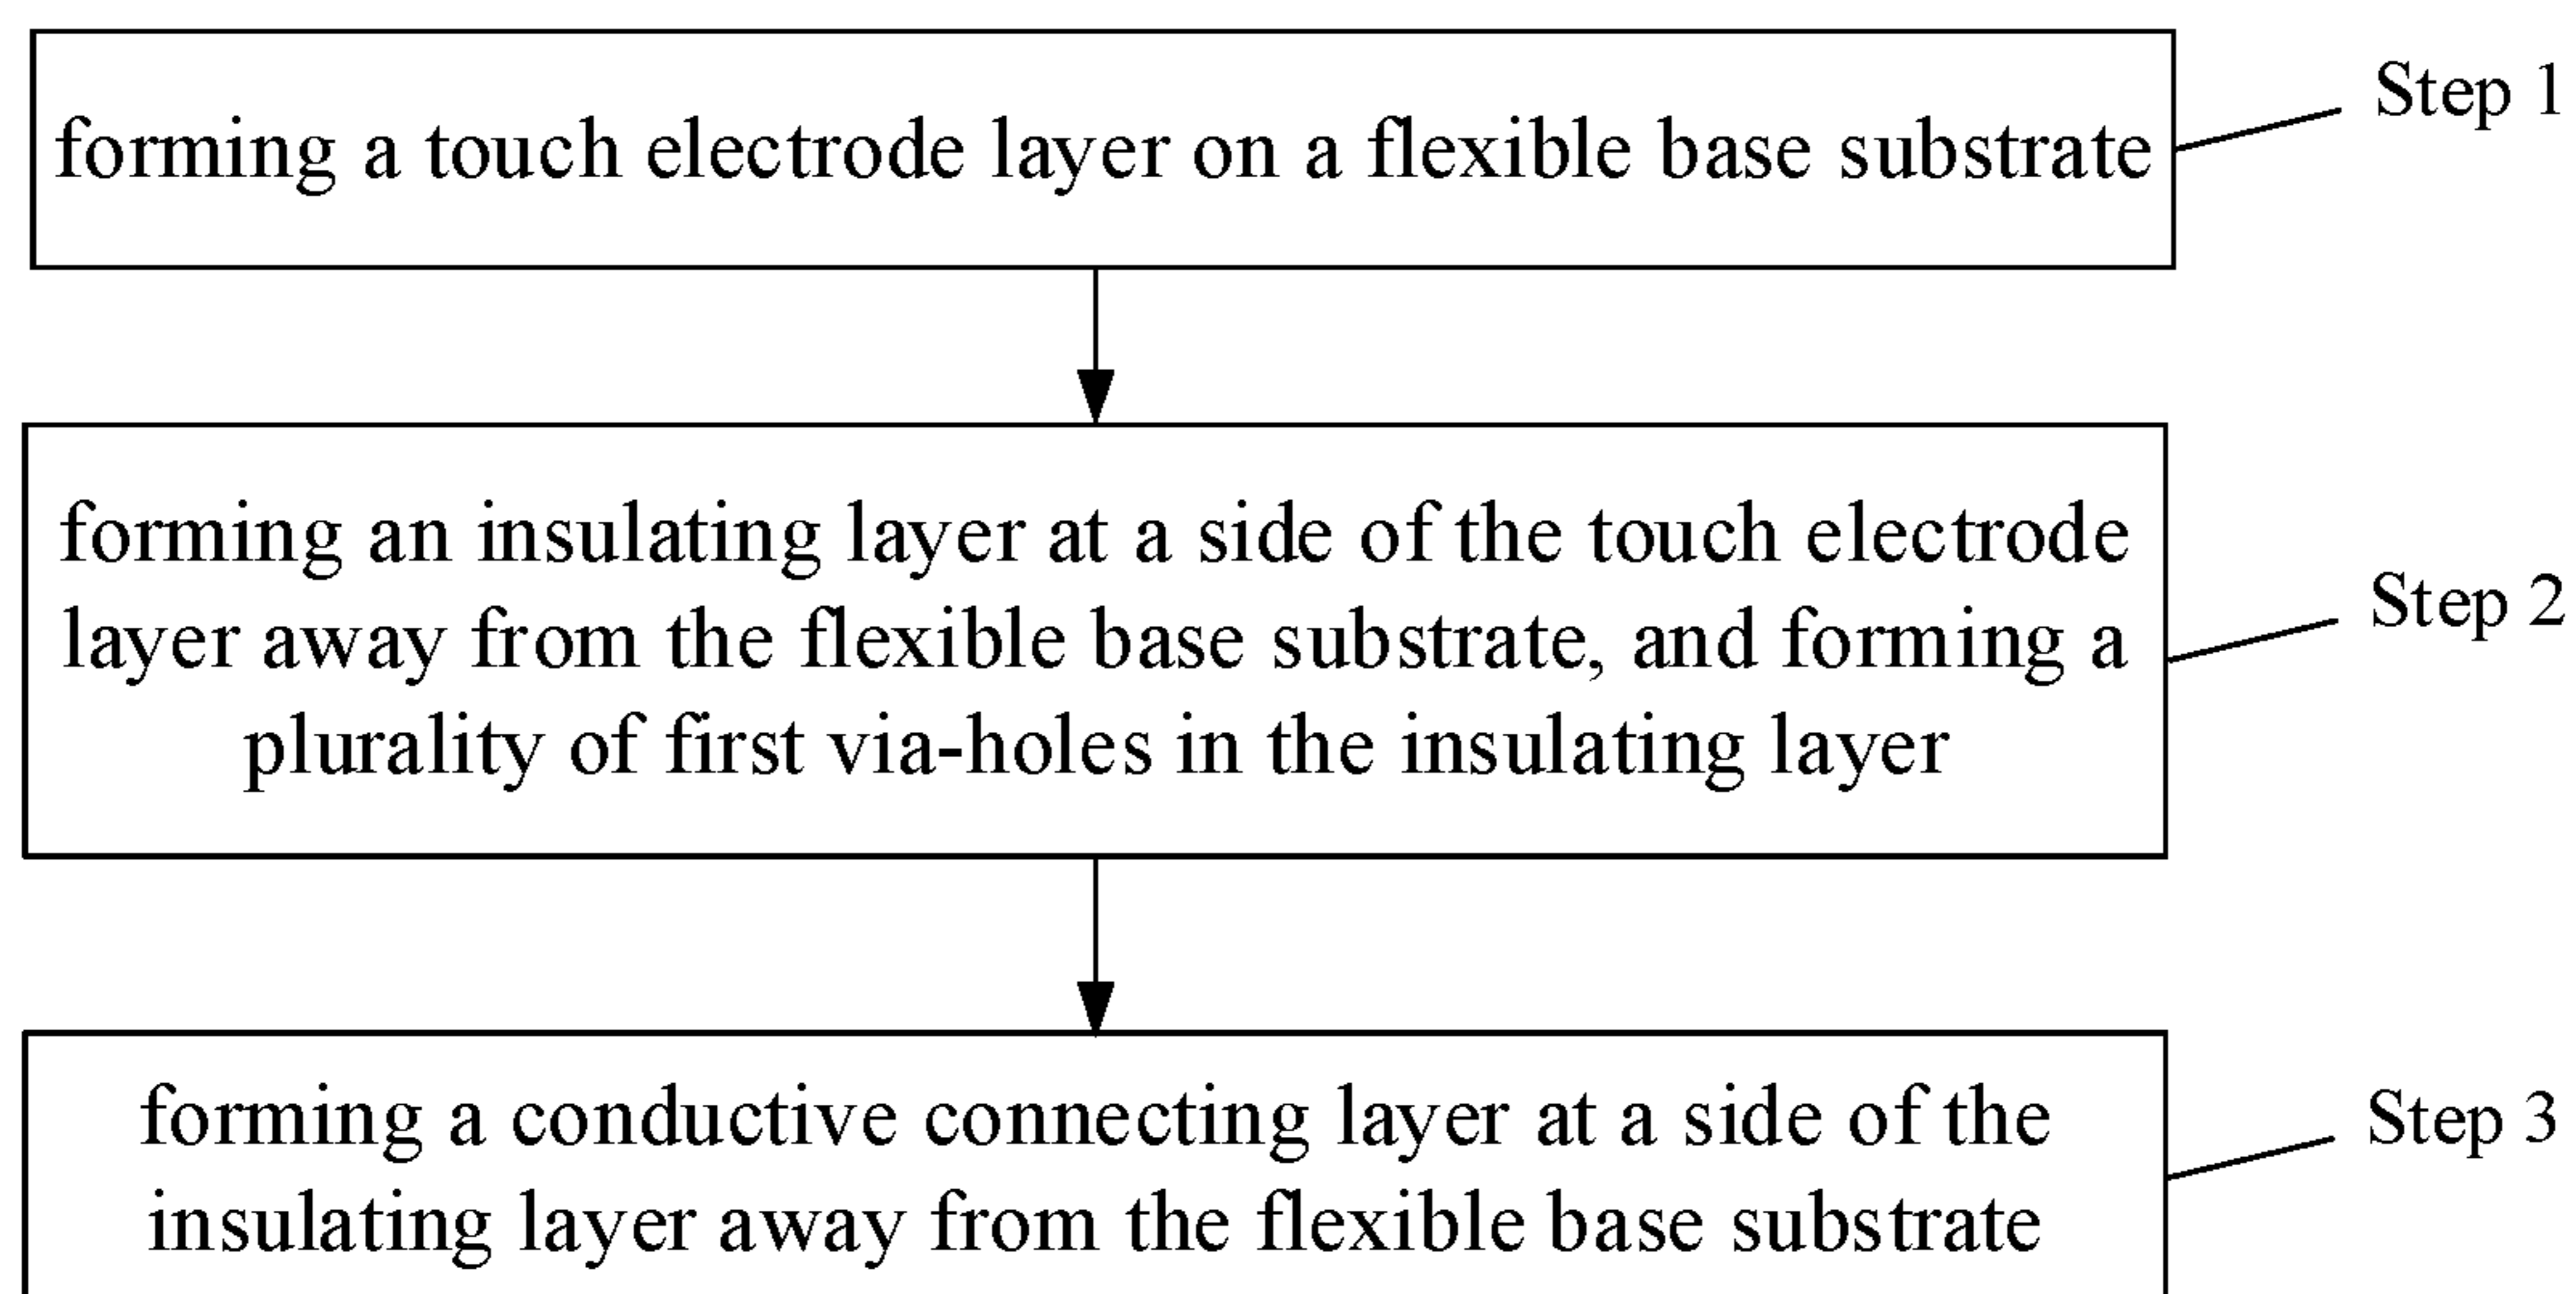 forming a touch electrode layer on a flexible base substrate
Step 1
forming an insulating layer at a side of the touch electrode
layer away from the flexible base substrate, and forming a
plurality of first via-holes in the insulating layer
Step 2
forming a conductive connecting layer at a side of the
insulating layer away from the flexible base substrate
Step 3